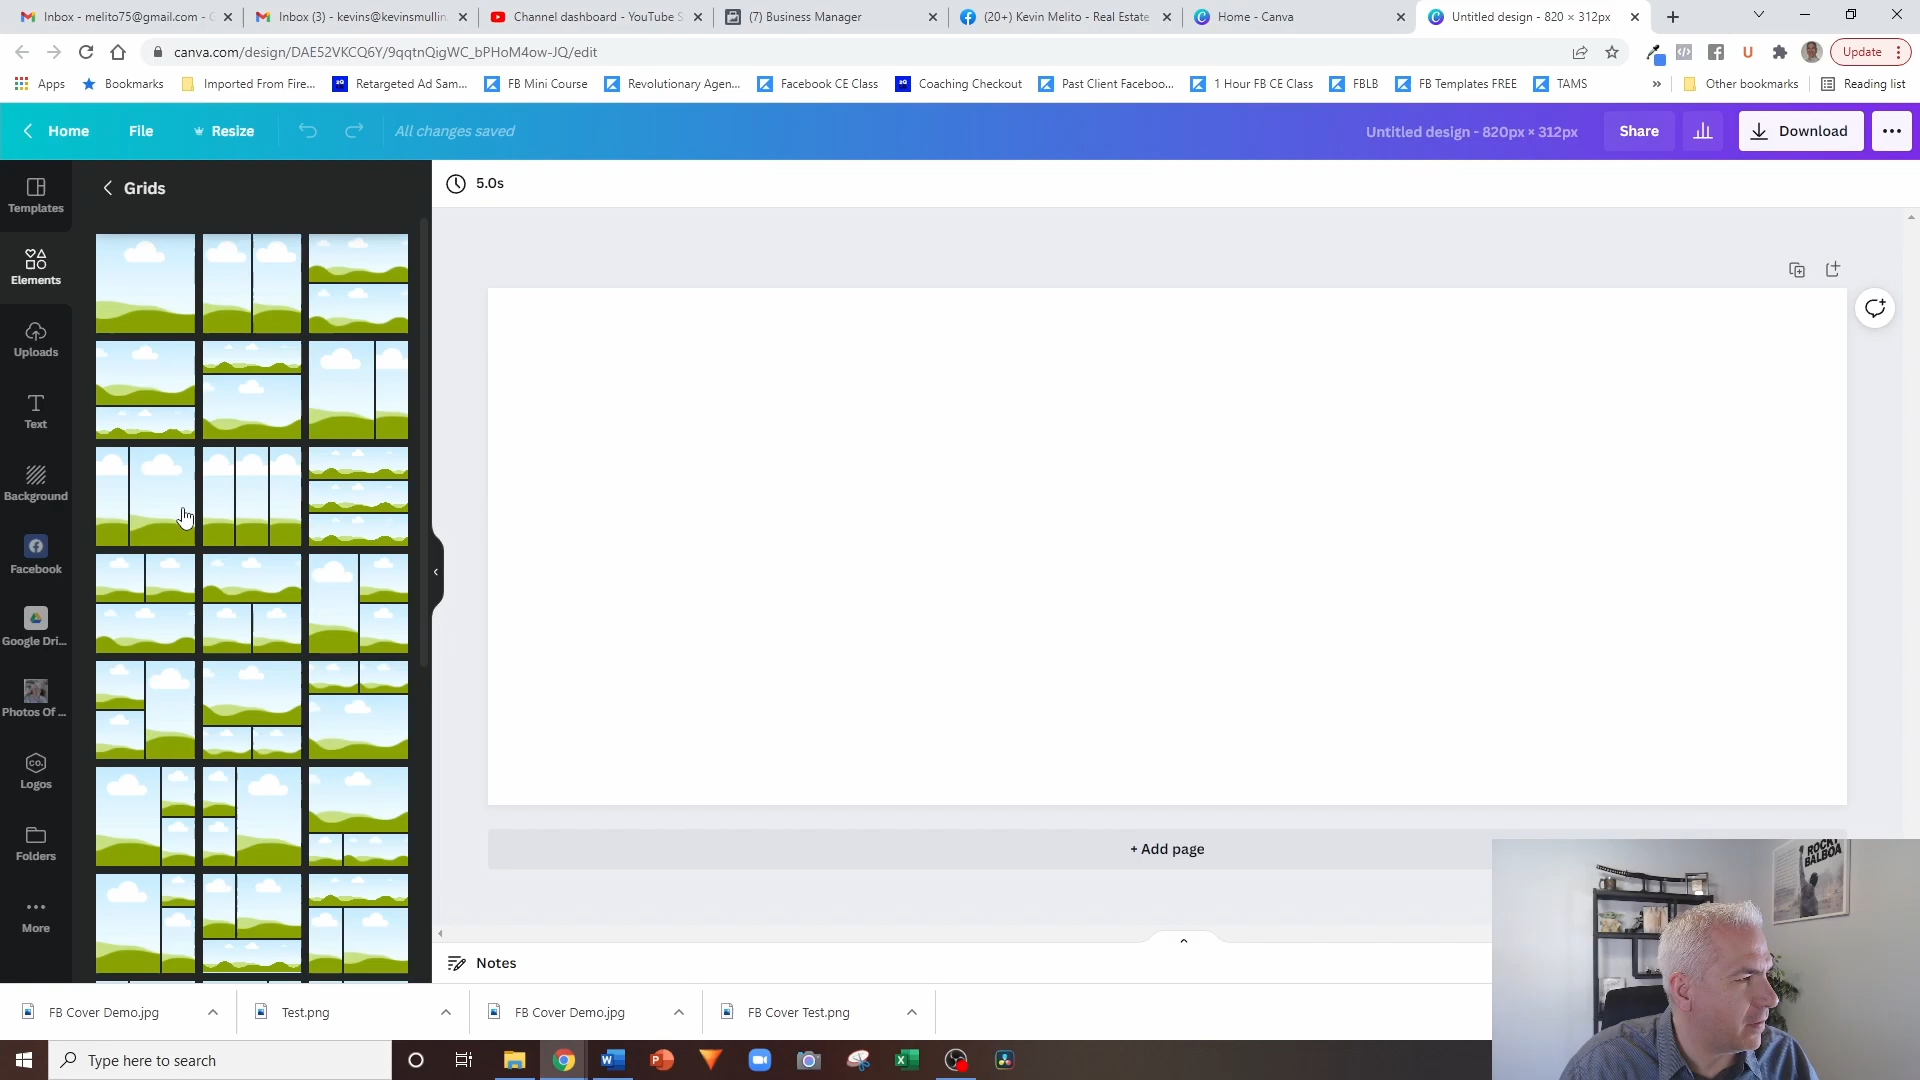 Inbox - melito75@gmail.com - G
Inbox (3) - kevins@kevinsmullin
Channel dashboard - YouTube S
(7) Business Manager
(20+) Kevin Melito - Real Estate
Home - Canva
Untitled design - 820 × 312px
canva.com/design/DAE52VKCQ6Y/9qqtnQigWC_bPHoM4ow-JQ/edit
Update
Apps
Bookmarks
Imported From Fire...
Retargeted Ad Sam...
FB Mini Course
Revolutionary Agen...
Facebook CE Class
Coaching Checkout
Past Client Faceboo...
1 Hour FB CE Class
FBLB
FB Templates FREE
TAMS
»
Other bookmarks
Reading list
Home
File
Resize
All changes saved
Untitled design - 820px × 312px
Share
Download
Templates
Elements
Uploads
Text
Background
Facebook
Google Dri...
Photos Of ...
CO.
Logos
Folders
More
Grids
5.0s
+ Add page
Notes
ROCKY
BALBOA
FB Cover Demo.jpg
Test.png
FB Cover Demo.jpg
FB Cover Test.png
Type here to search